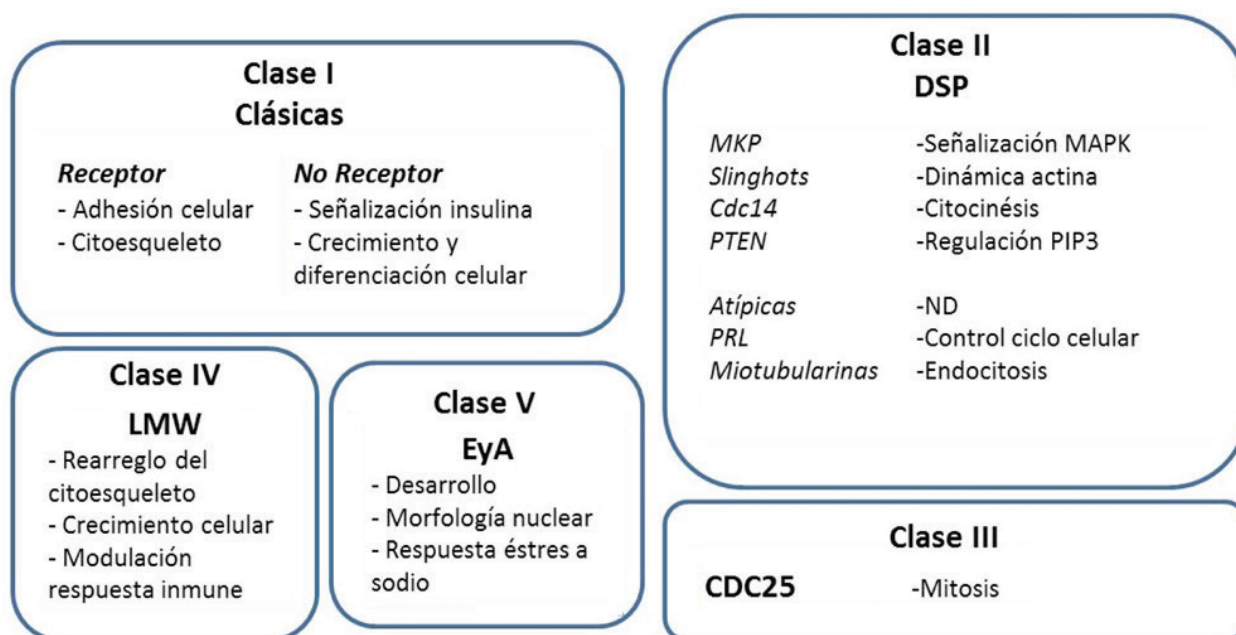 Clase I
Clásicas
Receptor
- Adhesión celular
- Citoesqueleto
No Receptor
- Señalización insulina
- Crecimiento y
diferenciación celular
Clase II
DSP
MKP -Señalización MAPK
Slinghots -Dinámica actina
Cdc14 -Citocinésis
PTEN -Regulación PIP3
Atípicas -ND
PRL -Control ciclo celular
Miotubularinas -Endocitosis
Clase IV
LMW
- Rearreglo del
citoesqueleto
- Crecimiento celular
- Modulación
respuesta inmune
Clase V
EyA
- Desarrollo
- Morfología nuclear
- Respuesta éstres a
sodio
Clase III
CDC25 -Mitosis